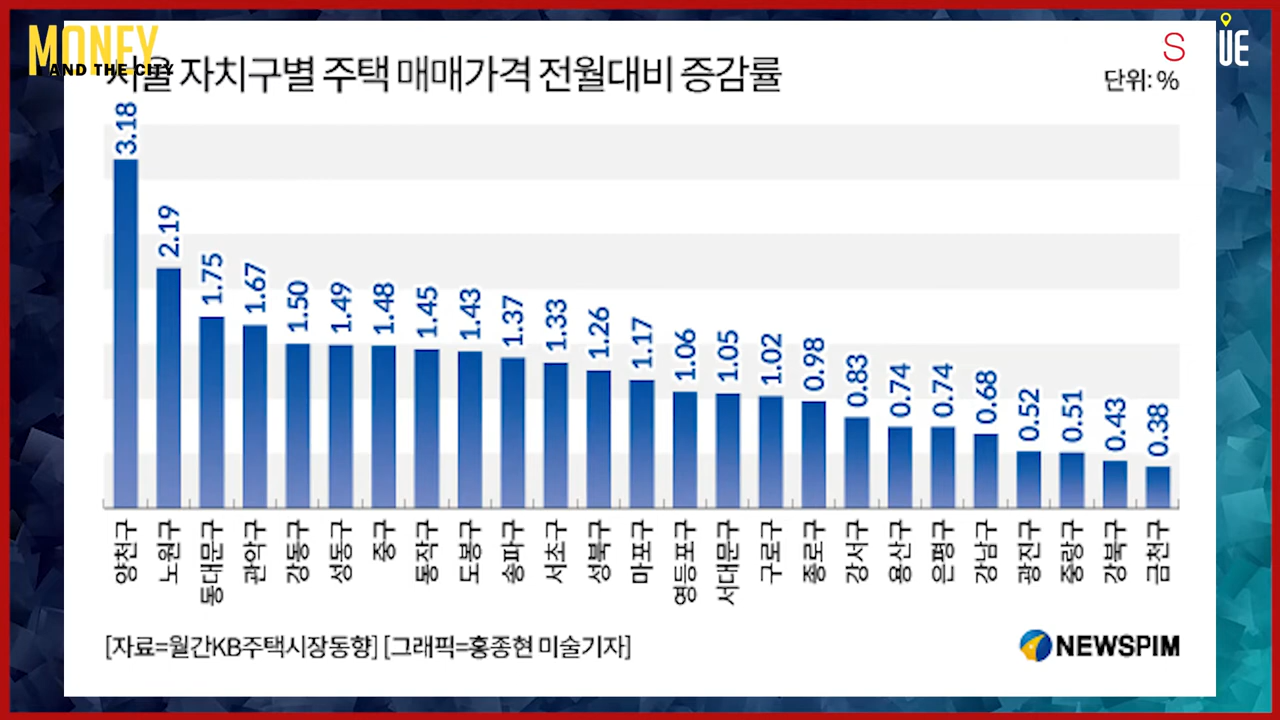 MONEY
AND THE CITY
S
UE
서울 자치구별 주택 매매가격 전월대비 증감률
단위: %
3.18
2.19
1.75
1.67
1.50
1.49
1.48
1.45
1.43
1.37
1.33
1.26
1.17
1.06
1.05
1.02
0.98
0.83
0.74
0.74
0.68
0.52
0.51
0.43
0.38
양천구
노원구
동대문구
관악구
강동구
성동구
중구
동작구
도봉구
송파구
서초구
성북구
마포구
영등포구
서대문구
구로구
종로구
강서구
용산구
은평구
강남구
광진구
중랑구
강북구
금천구
[자료=월간KB주택시장동향] [그래픽=홍종현 미술기자]
NEWSPIM